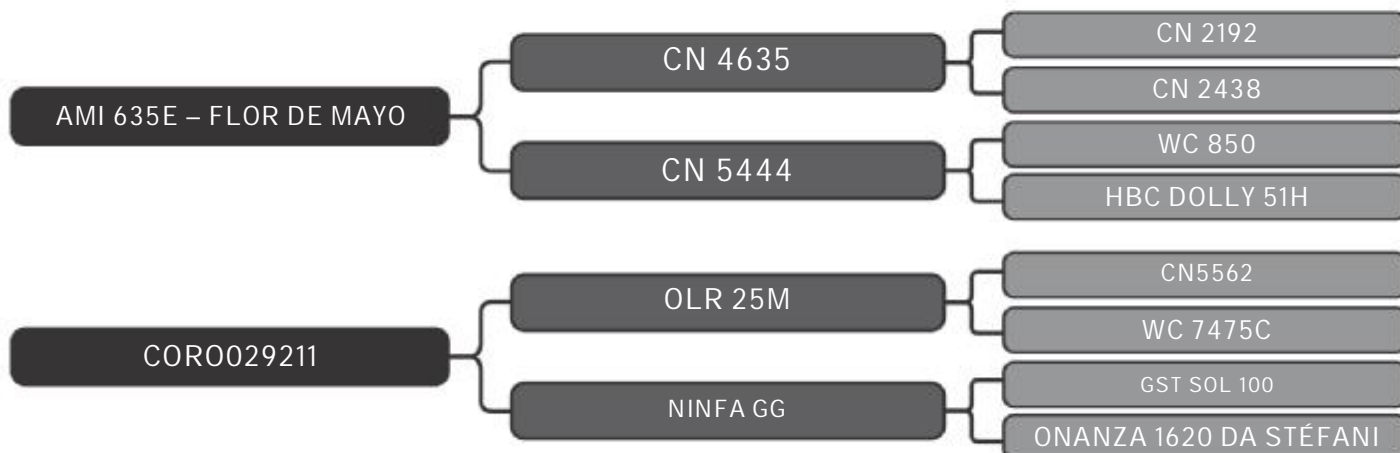 CN 2192
CN 4635
CN 2438
AMI 635E – FLOR DE MAYO
WC 850
CN 5444
HBC DOLLY 51H
CN5562
OLR 25M
WC 7475C
CORO029211
GST SOL 100
NINFA GG
ONANZA 1620 DA STÉFANI